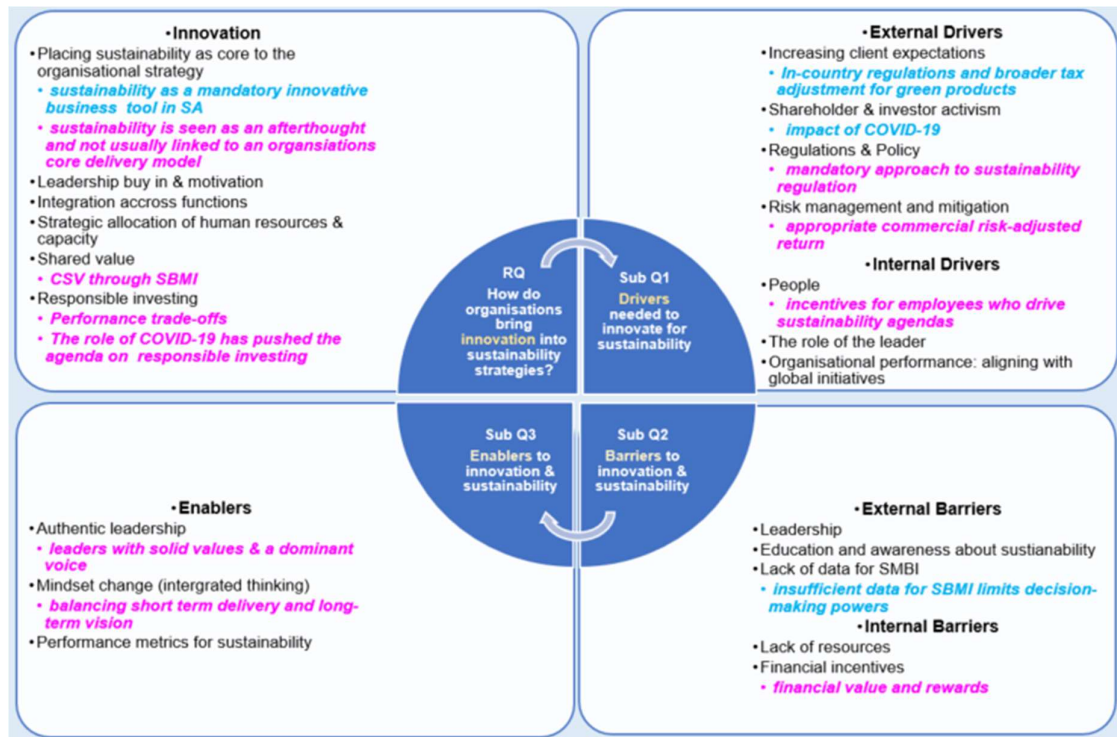 •Innovation
•Placing sustainability as core to the
organisational strategy
• sustainability as a mandatory innovative
business tool in SA
• sustainability is seen as an afterthought
and not usually linked to an organsiations
core delivery model
•Leadership buy in & motivation
•Integration accross functions
•Strategic allocation of human resources &
capacity
•Shared value
• CSV through SBMI
•Responsible investing
• Perfornance trade-offs
• The role of COVID-19 has pushed the
agenda on responsible investing
•External Drivers
•Increasing client expectations
• In-country regulations and broader tax
adjustment for green products
•Shareholder & investor activism
• impact of COVID-19
•Regulations & Policy
• mandatory approach to sustainability
regulation
•Risk management and mitigation
• appropriate commercial risk-adjusted
return
•Internal Drivers
•People
• incentives for employees who drive
sustainability agendas
•The role of the leader
•Organisational performance: aligning with
global initiatives
RQ
How do
organisations
bring
innovation into
sustainability
strategies?
Sub Q1
Drivers
needed to
innovate for
sustainability
Sub Q3
Enablers to
innovation &
sustainability
Sub Q2
Barriers to
innovation &
sustainability
•Enablers
•Authentic leadership
• leaders with solid values & a dominant
voice
•Mindset change (intergrated thinking)
• balancing short term delivery and long-
term vision
•Performance metrics for sustainability
•External Barriers
•Leadership
•Education and awareness about sustianability
•Lack of data for SMBI
• insufficient data for SBMI limits decision-
making powers
•Internal Barriers
•Lack of resources
•Financial incentives
• financial value and rewards